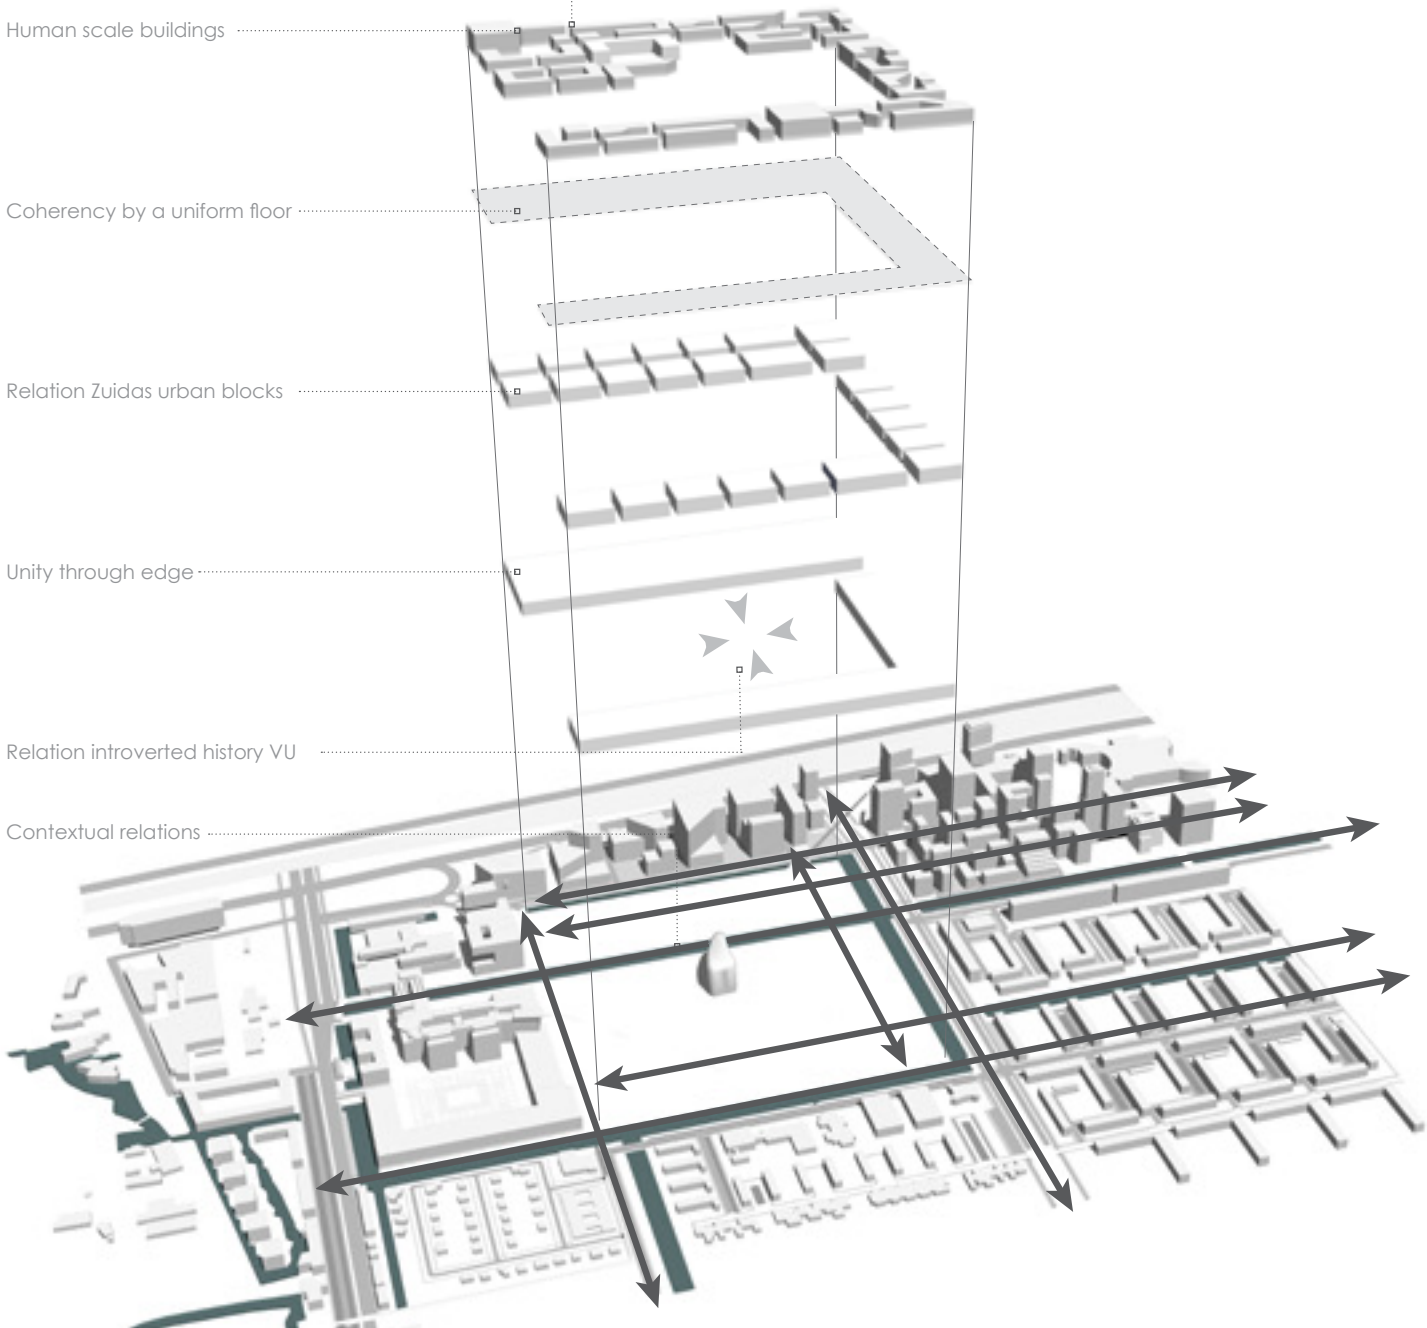 Human scale buildings
Coherency by a uniform floor
Relation Zuidas urban blocks
Unity through edge
Relation introverted history VU
Contextual relations